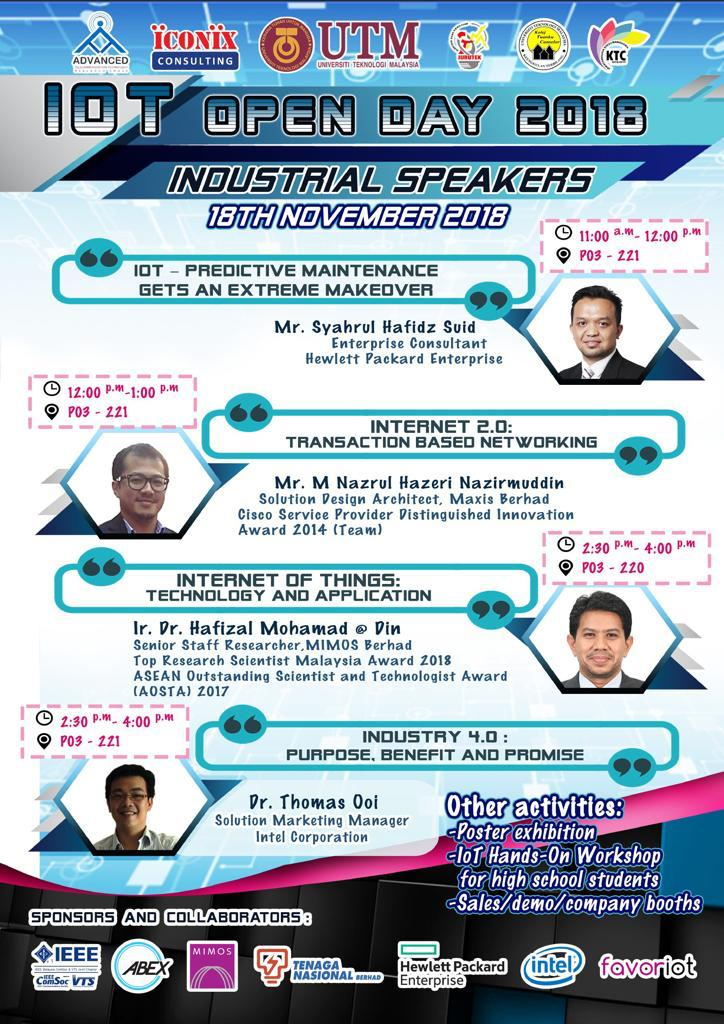 ADVANCED
ICONIX
CONSULTING
UTM
UNIVERSITI TEKNOLOGI MALAYSIA
JURUTEK
KTC
IOT OPEN DAY 2018
INDUSTRIAL SPEAKERS
18TH NOVEMBER 2018
11:00 a.m- 12:00 p.m
P03 - 221
IOT – PREDICTIVE MAINTENANCE
GETS AN EXTREME MAKEOVER
Mr. Syahrul Hafidz Suid
Enterprise Consultant
Hewlett Packard Enterprise
12:00 p.m-1:00 p.m
P03 - 221
INTERNET 2.0:
TRANSACTION BASED NETWORKING
Mr. M Nazrul Hazeri Nazirmuddin
Solution Design Architect, Maxis Berhad
Cisco Service Provider Distinguished Innovation
Award 2014 (Team)
2:30 p.m- 4:00 p.m
P03 - 220
INTERNET OF THINGS:
TECHNOLOGY AND APPLICATION
Ir. Dr. Hafizal Mohamad @ Din
Senior Staff Researcher,MIMOS Berhad
Top Research Scientist Malaysia Award 2018
ASEAN Outstanding Scientist and Technologist Award
(AOSTA) 2017
2:30 p.m- 4:00 p.m
P03 - 221
INDUSTRY 4.0 :
PURPOSE, BENEFIT AND PROMISE
Dr. Thomas Ooi
Solution Marketing Manager
Intel Corporation
Other activities:
-Poster exhibition
-IoT Hands-On Workshop
for high school students
-Sales/demo/company booths
SPONSORS AND COLLABORATORS :
IEEE
IEEE ComSoc VTS
ABEX
MIMOS
TENAGA
NASIONAL BERHAD
Hewlett Packard
Enterprise
intel
favoriot